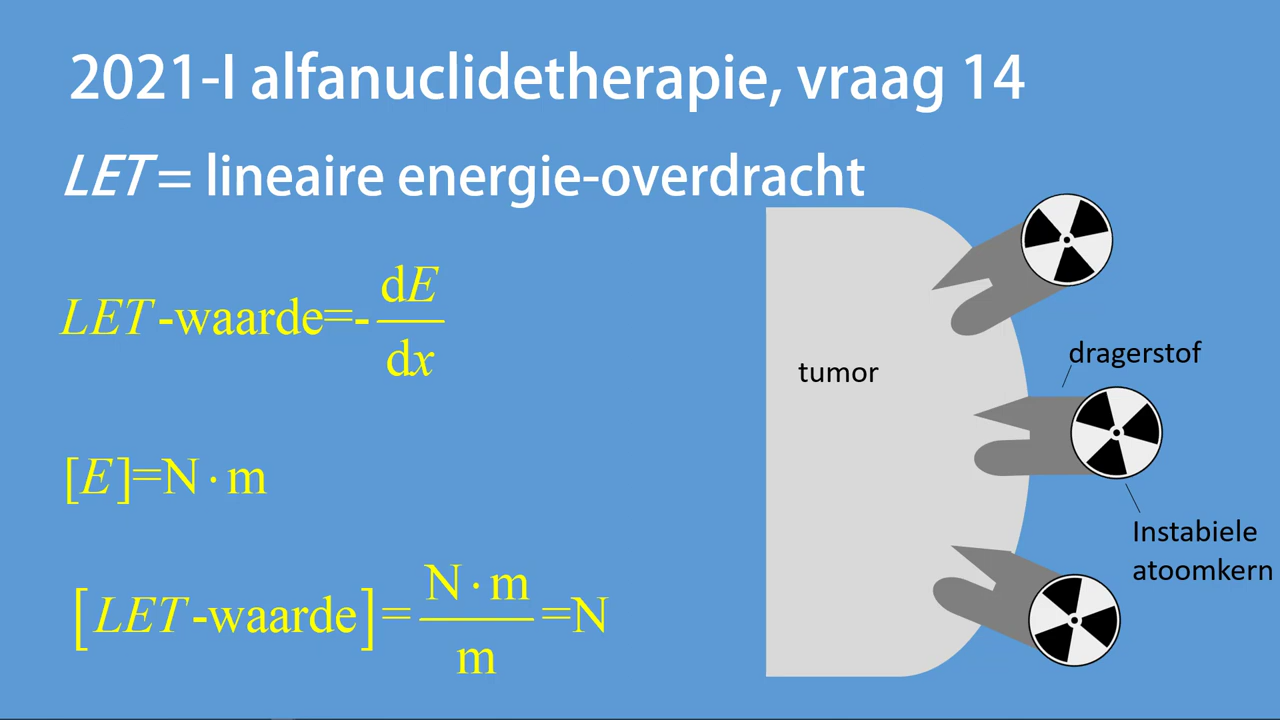 2021-I alfanuclidetherapie, vraag 14
LET = lineaire energie-overdracht
LET-waarde=-dE/dx
[E]=N·m
[LET-waarde]=N·m/m=N
tumor
dragerstof
Instabiele
atoomkern